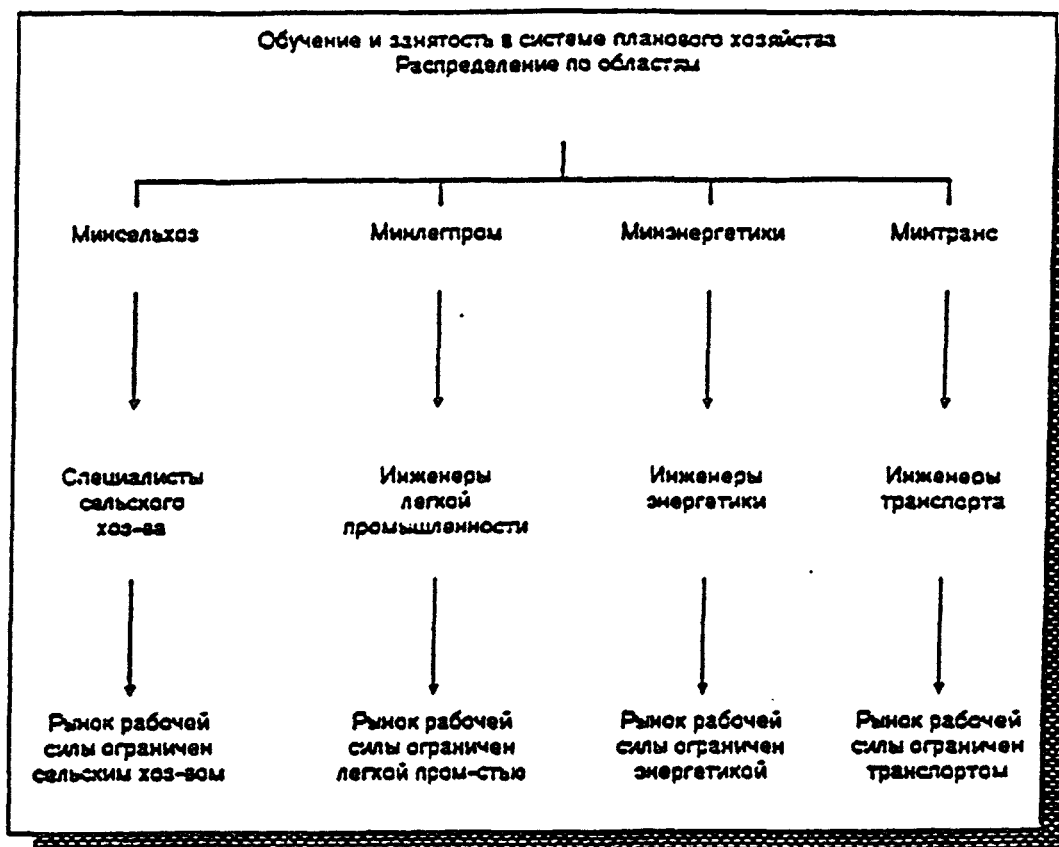 Обучение и занятость в системе планового хозяйства
Распределение по областям
Минсельхоз
Минлегпром
Минэнергетики
Минтранс
Специалисты
сельского
хоз-ва
Инженеры
легкой
промышленности
Инженеры
энергетики
Инженеры
транспорта
Рынок рабочей
силы ограничен
сельским хоз-вом
Рынок рабочей
силы ограничен
легкой пром-стью
Рынок рабочей
силы ограничен
энергетикой
Рынок рабочей
силы ограничен
транспортом